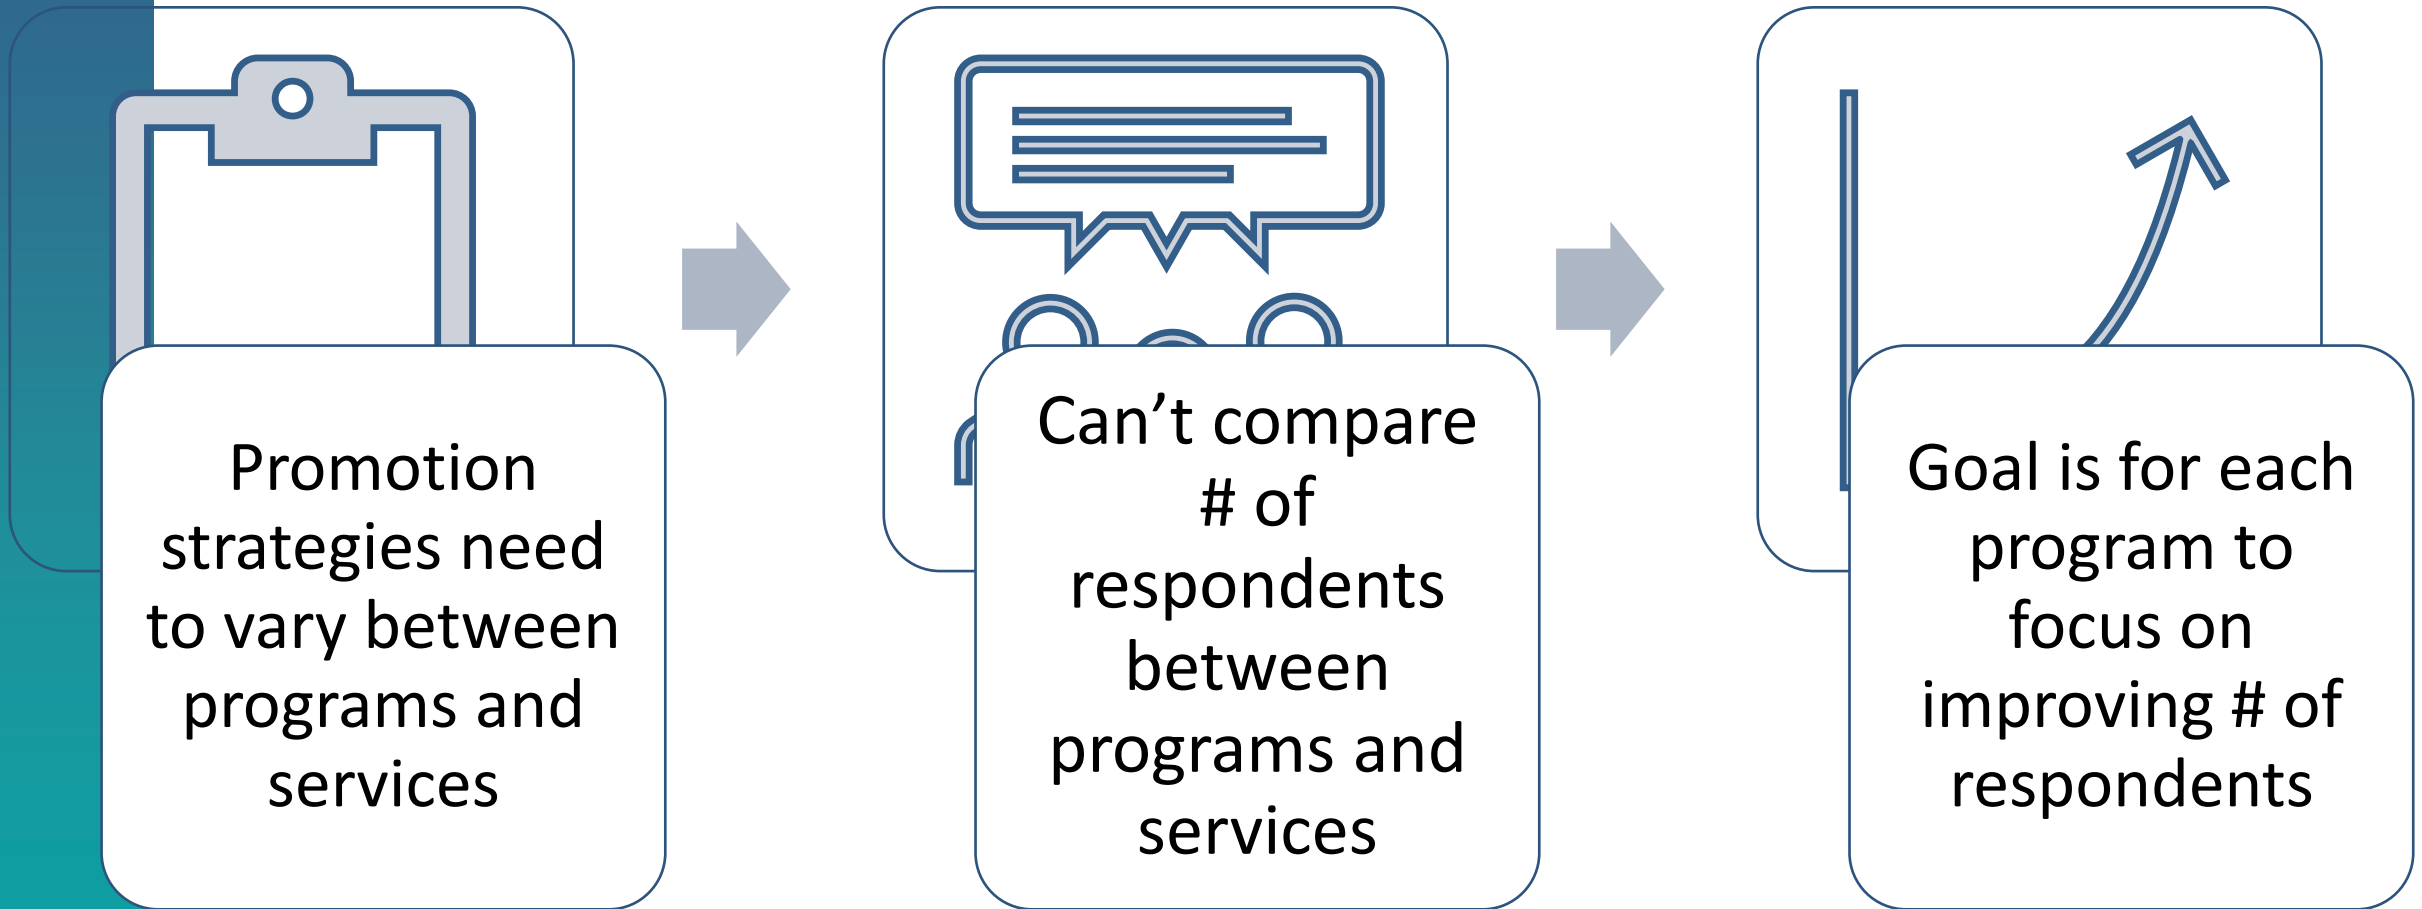 Promotion
strategies need
to vary between
programs and
services
Can’t compare
# of
respondents
between
programs and
services
Goal is for each
program to
focus on
improving # of
respondents